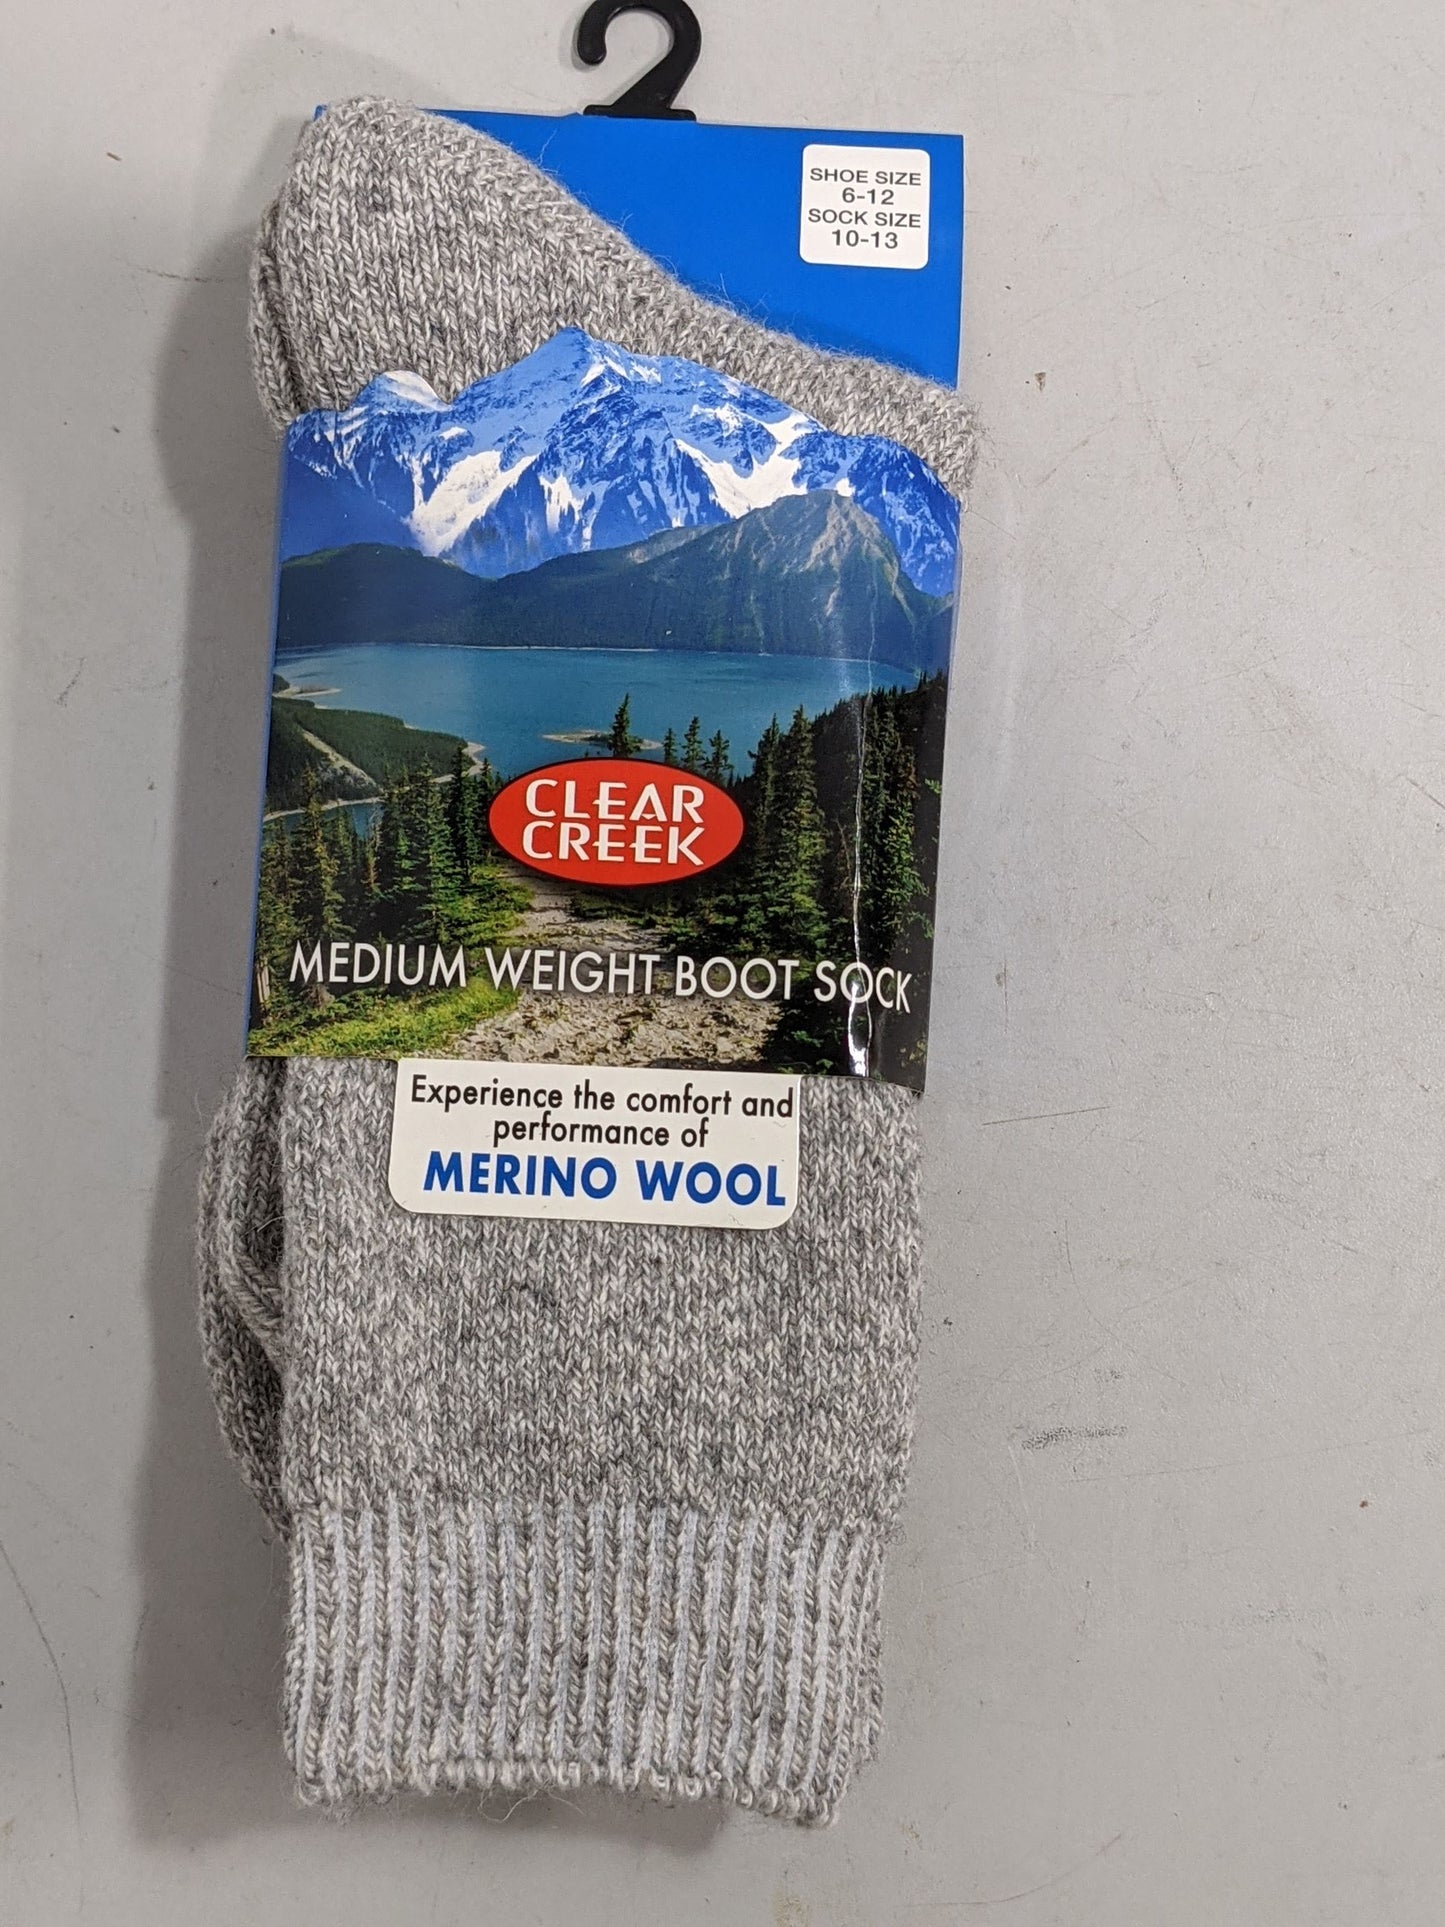 SHOE SIZE
6-12
SOCK SIZE
10-13
CLEAR
CREEK
MEDIUM WEIGHT BOOT SOCK
Experience the comfort and
performance of
MERINO WOOL